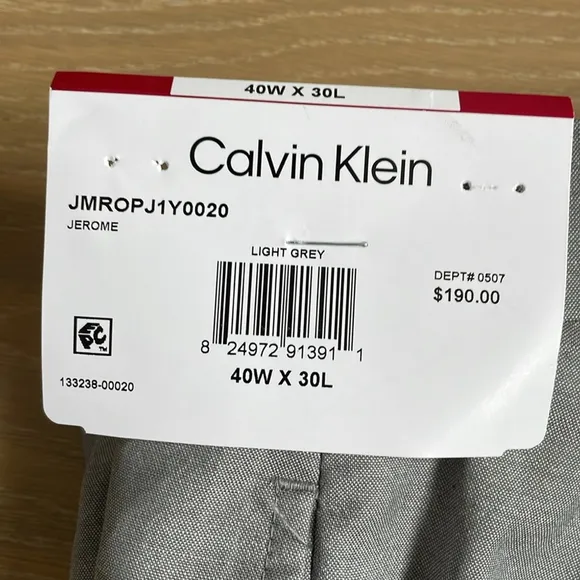 40W X 30L
Calvin Klein
JMROPJ1Y0020
JEROME
LIGHT GREY
DEPT# 0507
$190.00
8 24972 91391 1
EPC™
40W X 30L
133238-00020